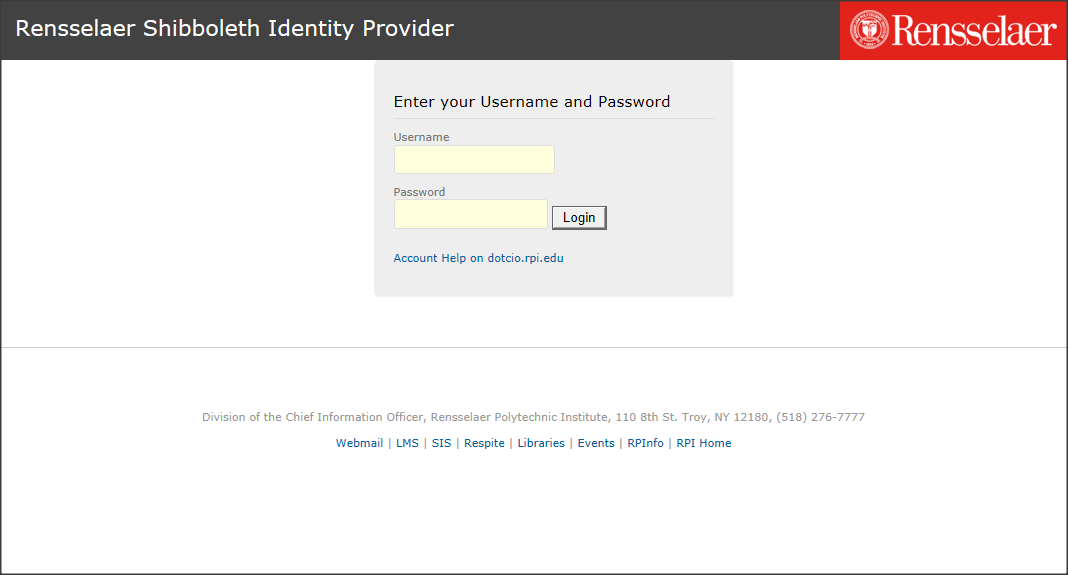 Rensselaer Shibboleth Identity Provider
Rensselaer
Enter your Username and Password
Username
Password
Login
Account Help on dotcio.rpi.edu
Division of the Chief Information Officer, Rensselaer Polytechnic Institute, 110 8th St. Troy, NY 12180, (518) 276-7777
Webmail | LMS | SIS | Respite | Libraries | Events | RPInfo | RPI Home